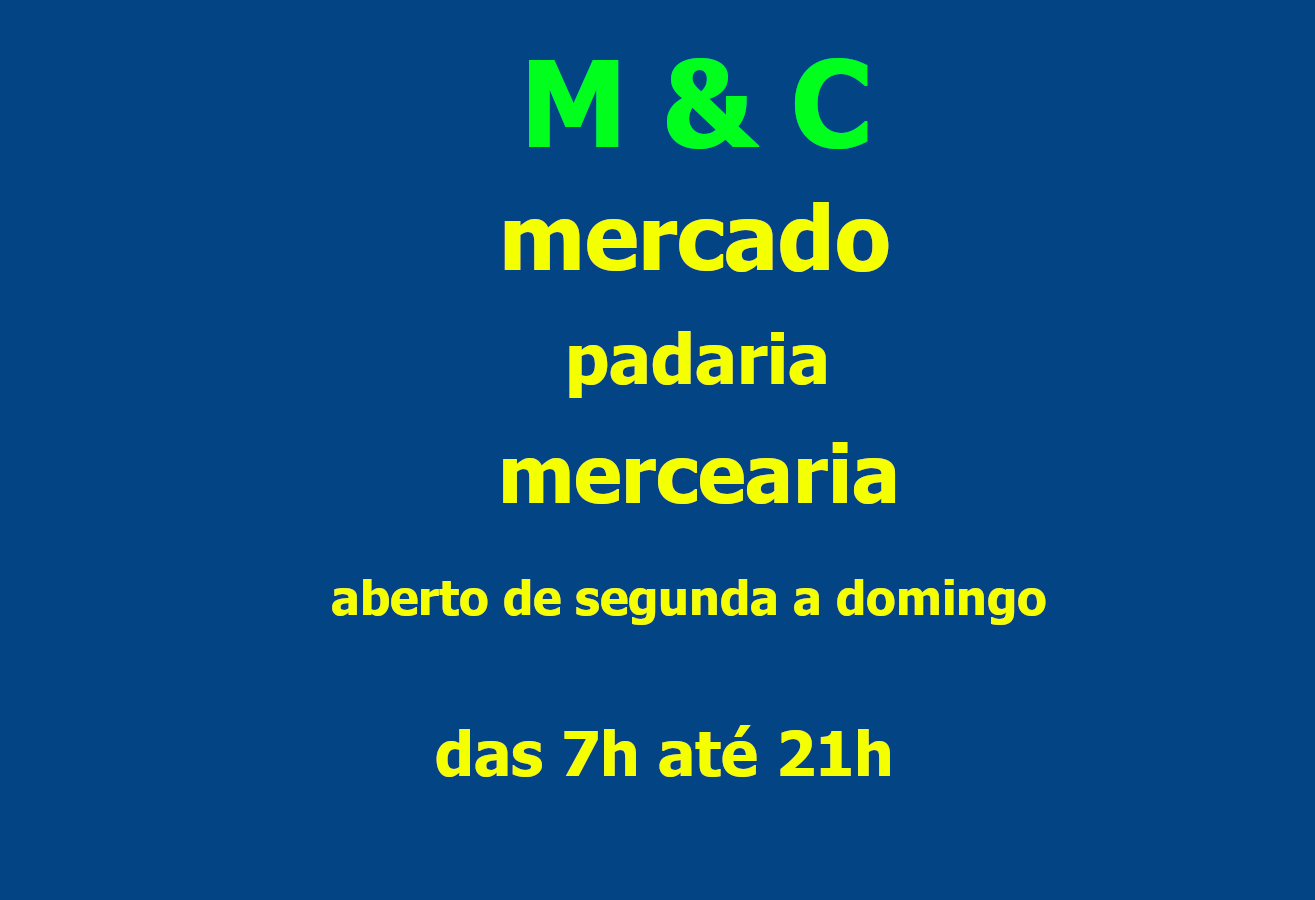 M & C
mercado
padaria
mercearia
aberto de segunda a domingo
das 7h até 21h